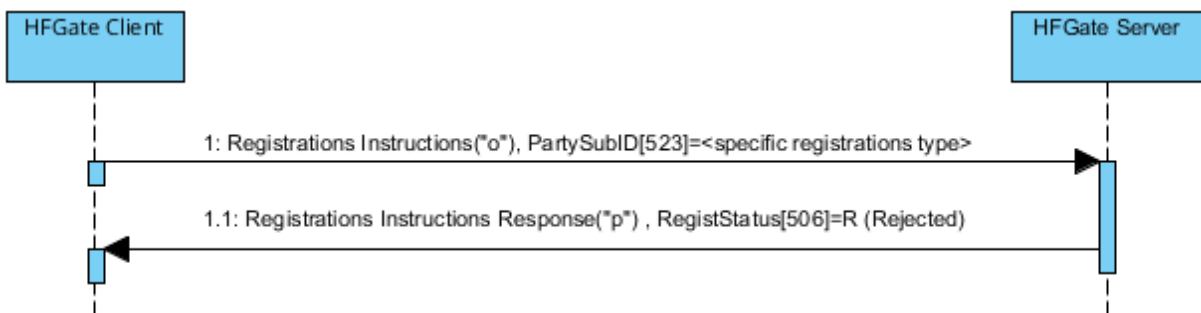 HFGate Client
HFGate Server
1: Registrations Instructions("o"), PartySubID[523]=<specific registrations type>
1.1: Registrations Instructions Response("p") , RegistStatus[506]=R (Rejected)